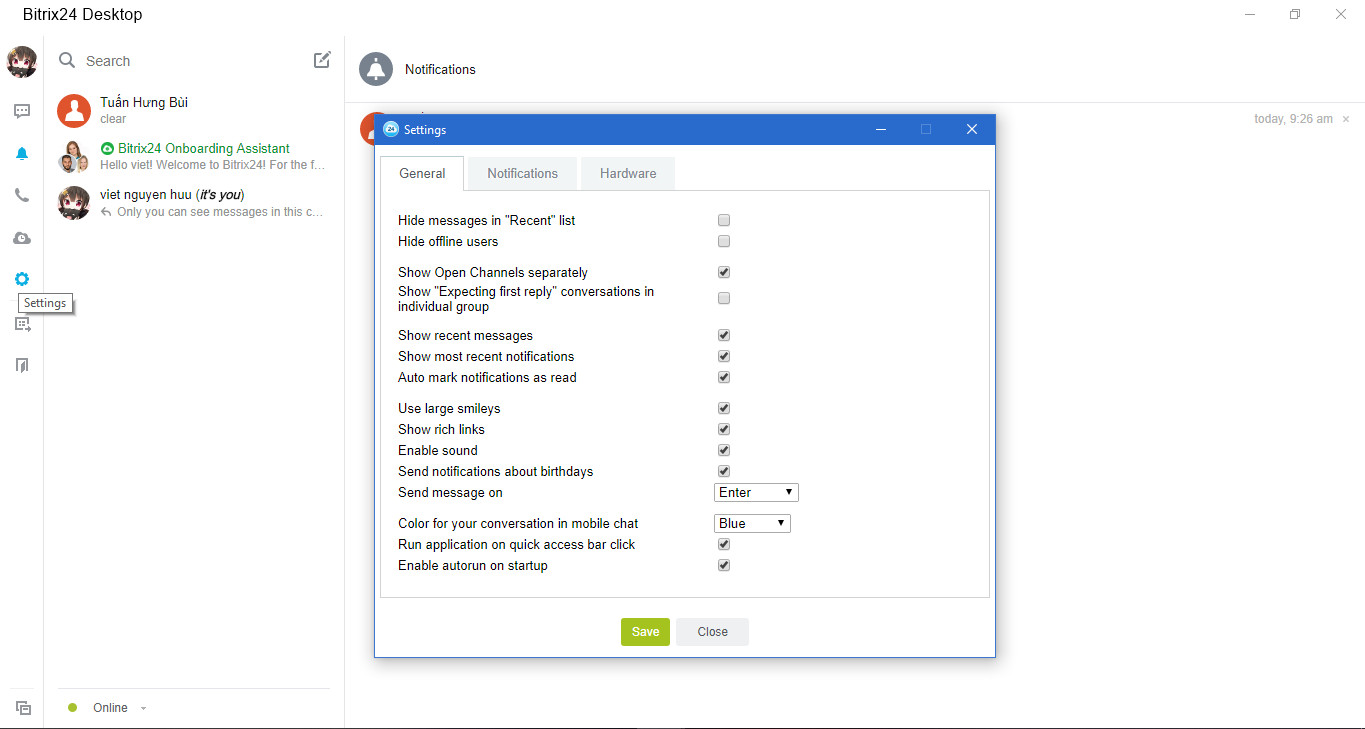 Bitrix24 Desktop
Search
Tuấn Hưng Bùi
clear
Bitrix24 Onboarding Assistant
Hello viet! Welcome to Bitrix24! For the f...
viet nguyen huu (it's you)
Only you can see messages in this c...
Settings
Online
Notifications
today, 9:26 am
24 Settings
General Notifications Hardware
Hide messages in "Recent" list
Hide offline users
Show Open Channels separately
Show "Expecting first reply" conversations in
individual group
Show recent messages
Show most recent notifications
Auto mark notifications as read
Use large smileys
Show rich links
Enable sound
Send notifications about birthdays
Send message on Enter
Color for your conversation in mobile chat Blue
Run application on quick access bar click
Enable autorun on startup
Save Close